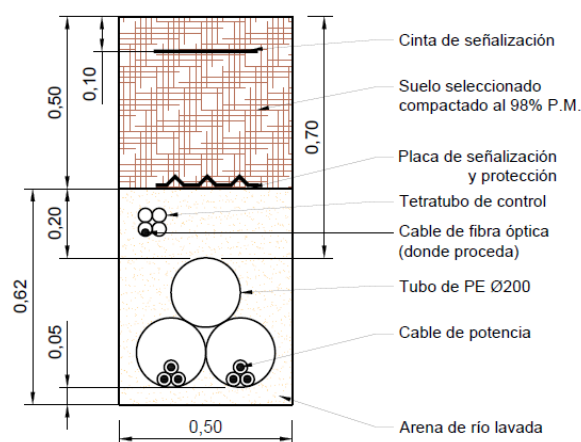 0,10
0,50
0,70
0,20
0,62
0,05
0,50
Cinta de señalización
Suelo seleccionado
compactado al 98% P.M.
Placa de señalización
y protección
Tetratubo de control
Cable de fibra óptica
(donde proceda)
Tubo de PE Ø200
Cable de potencia
Arena de río lavada